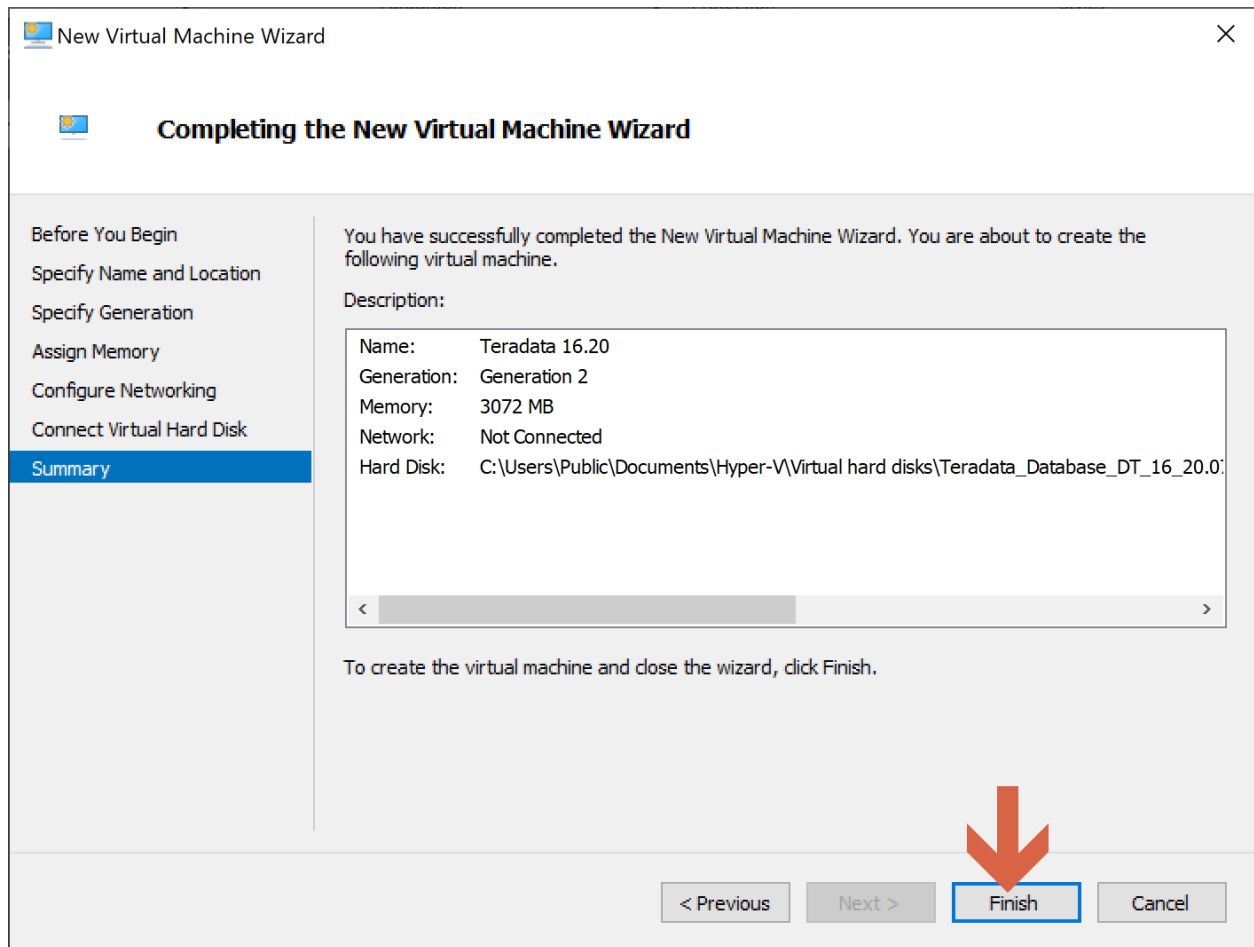 New Virtual Machine Wizard
Completing the New Virtual Machine Wizard
Before You Begin
Specify Name and Location
Specify Generation
Assign Memory
Configure Networking
Connect Virtual Hard Disk
Summary
You have successfully completed the New Virtual Machine Wizard. You are about to create the
following virtual machine.
Description:
Name: Teradata 16.20
Generation: Generation 2
Memory: 3072 MB
Network: Not Connected
Hard Disk: C:\Users\Public\Documents\Hyper-V\Virtual hard disks\Teradata_Database_DT_16_20.0
To create the virtual machine and close the wizard, click Finish.
< Previous Next > Finish Cancel